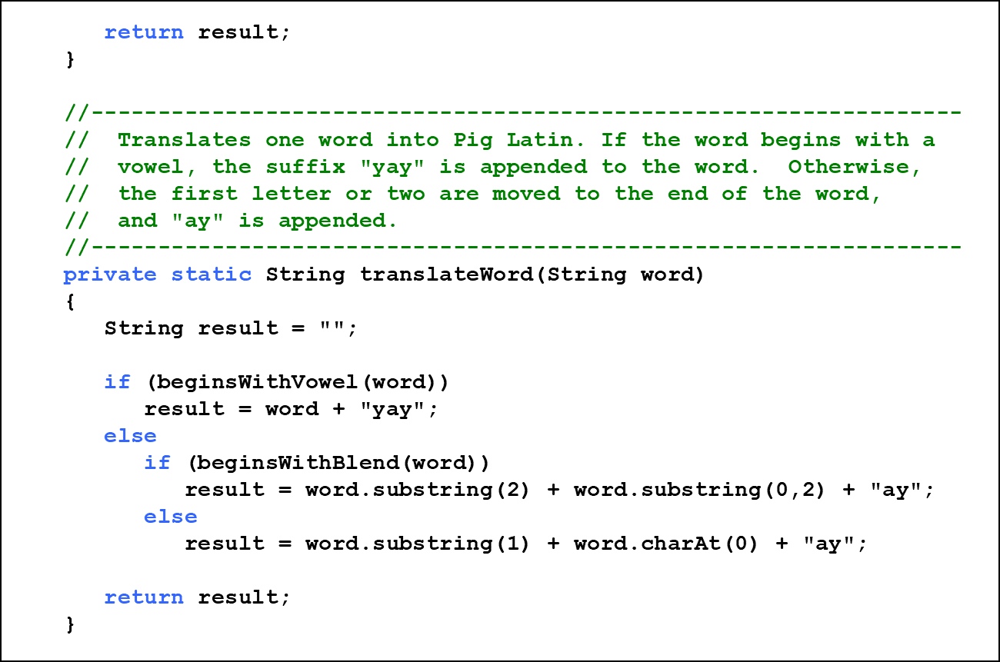 return result;
}
//-----------------------------------------------------------------
//  Translates one word into Pig Latin. If the word begins with a
//  vowel, the suffix "yay" is appended to the word.  Otherwise,
//  the first letter or two are moved to the end of the word,
//  and "ay" is appended.
//-----------------------------------------------------------------
private static String translateWord(String word)
{
   String result = "";
   if (beginsWithVowel(word))
      result = word + "yay";
   else
      if (beginsWithBlend(word))
         result = word.substring(2) + word.substring(0,2) + "ay";
      else
         result = word.substring(1) + word.charAt(0) + "ay";
   return result;
}